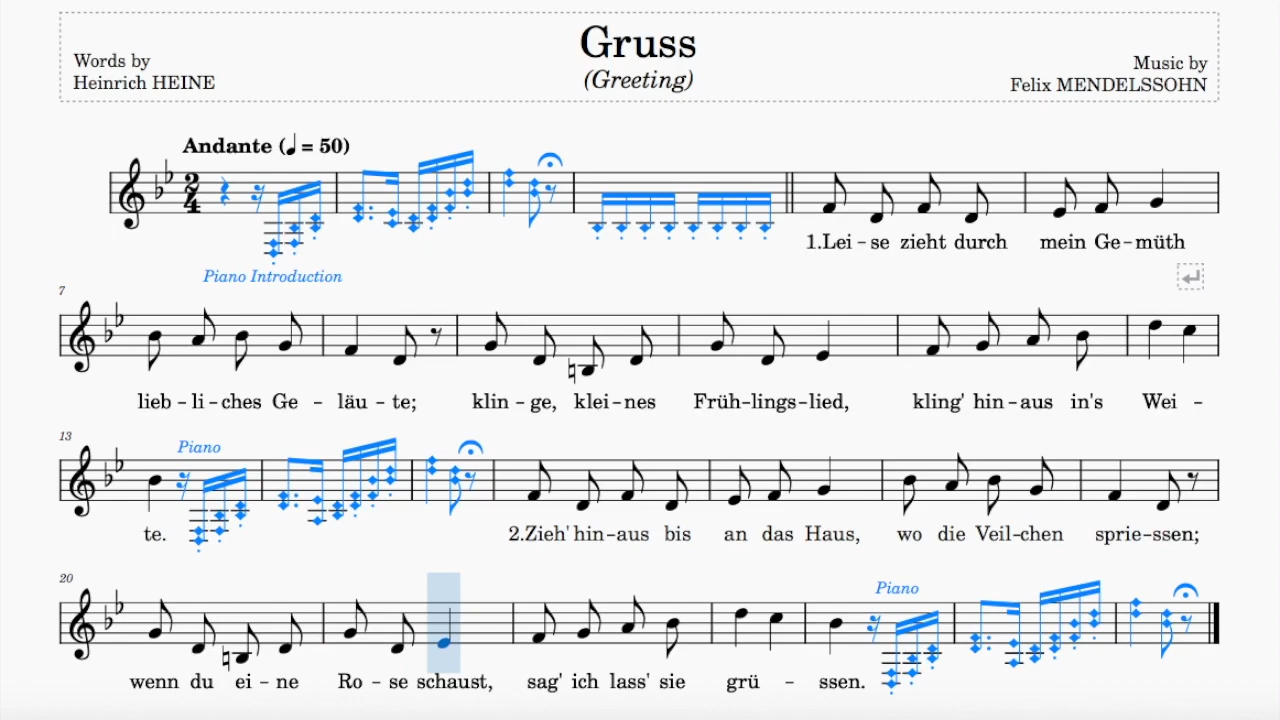 Gruss
(Greeting)
Words by
Heinrich HEINE
Music by
Felix MENDELSSOHN
Andante (♩ = 50)
2
4
1.Lei – se zieht durch mein Ge – müth
Piano Introduction
7
lieb – li – ches Ge – läu – te; klin – ge, klei – nes Früh – lings – lied, kling' hin – aus in's Wei –
13
Piano
te. 2.Zieh' hin – aus bis an das Haus, wo die Veil – chen sprie – ssen;
20
Piano
wenn du ei – ne Ro – se schaust, sag' ich lass' sie grü – ssen.